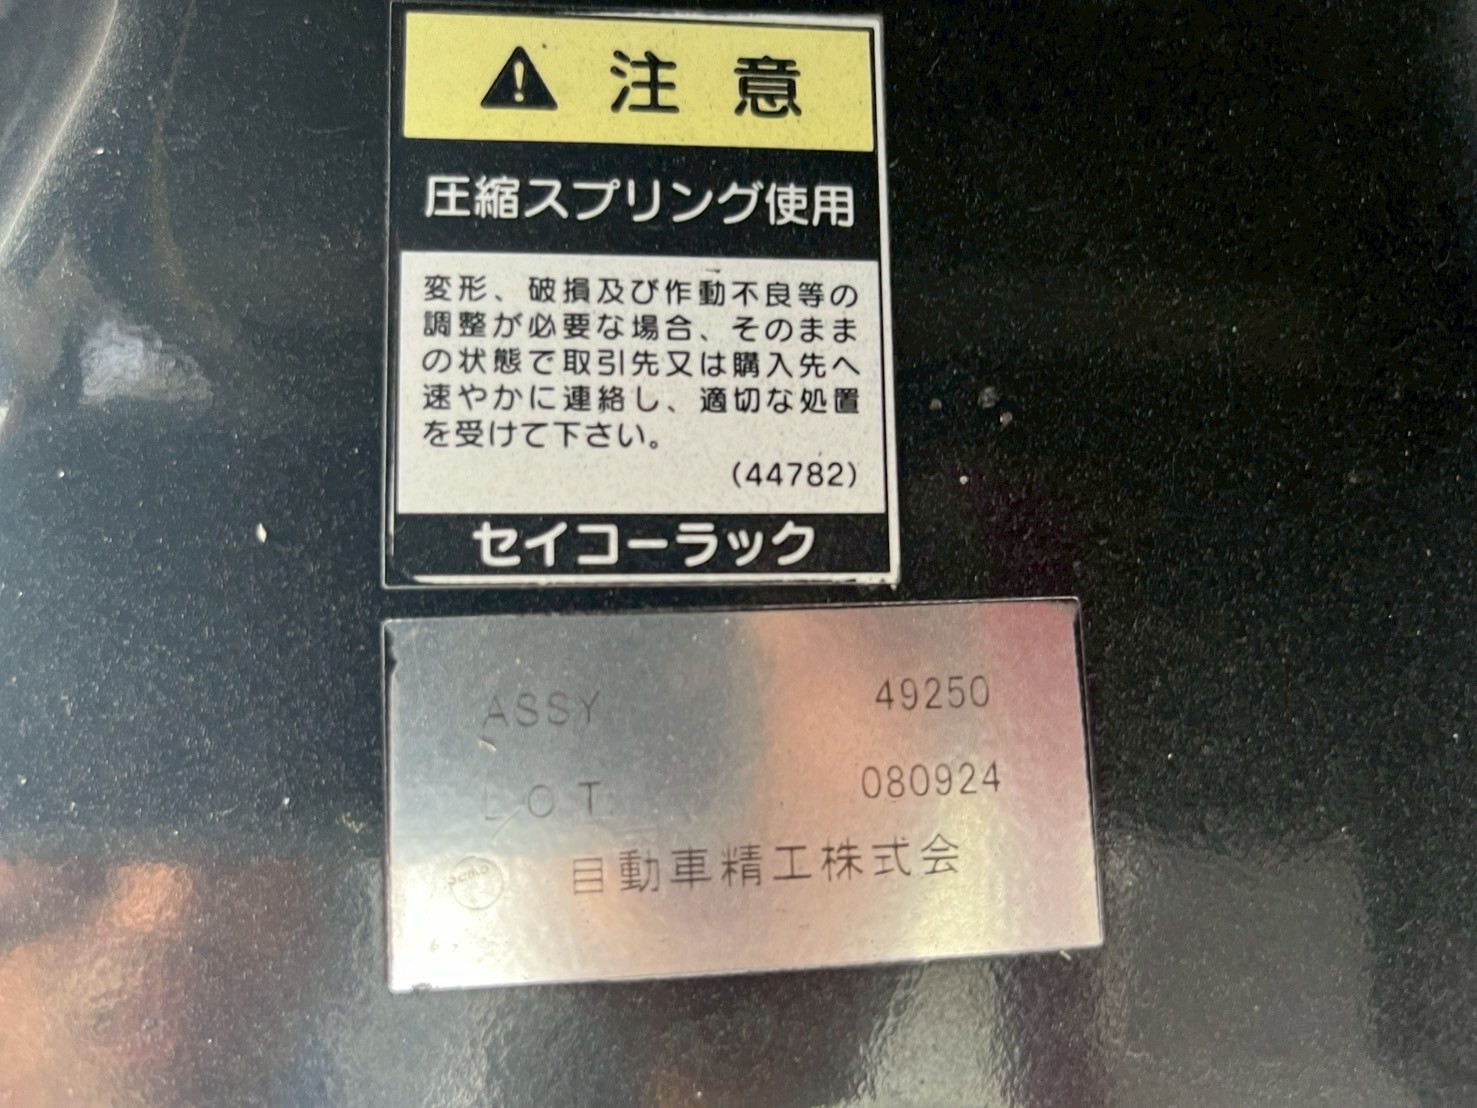 注意
圧縮スプリング使用
変形、破損及び作動不良等の
調整が必要な場合、そのまま
の状態で取引先又は購入先へ
速やかに連絡し、適切な処置
を受けて下さい。
(44782)
セイコーラック
ASSY 49250
LOT. 080924
自動車精工株式会